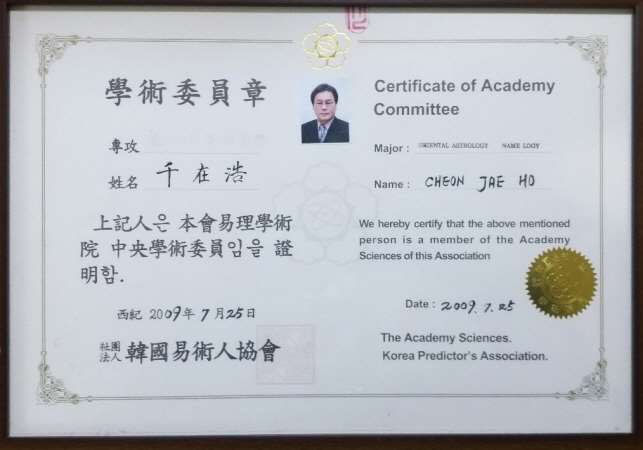 學術委員章
專攻
姓名 千在浩
上記人은 本會易理學術
院 中央學術委員임을 證
明함.
西紀 2009年 7月25日
社團
法人 韓國易術人協會
Certificate of Academy
Committee
Major : ORIENTAL ASTROLOGY NAME LOGY
Name : CHEON JAE HO
We hereby certify that the above mentioned
person is a member of the Academy
Sciences of this Association
Date : 2009.7.25
The Academy Sciences.
Korea Predictor's Association.